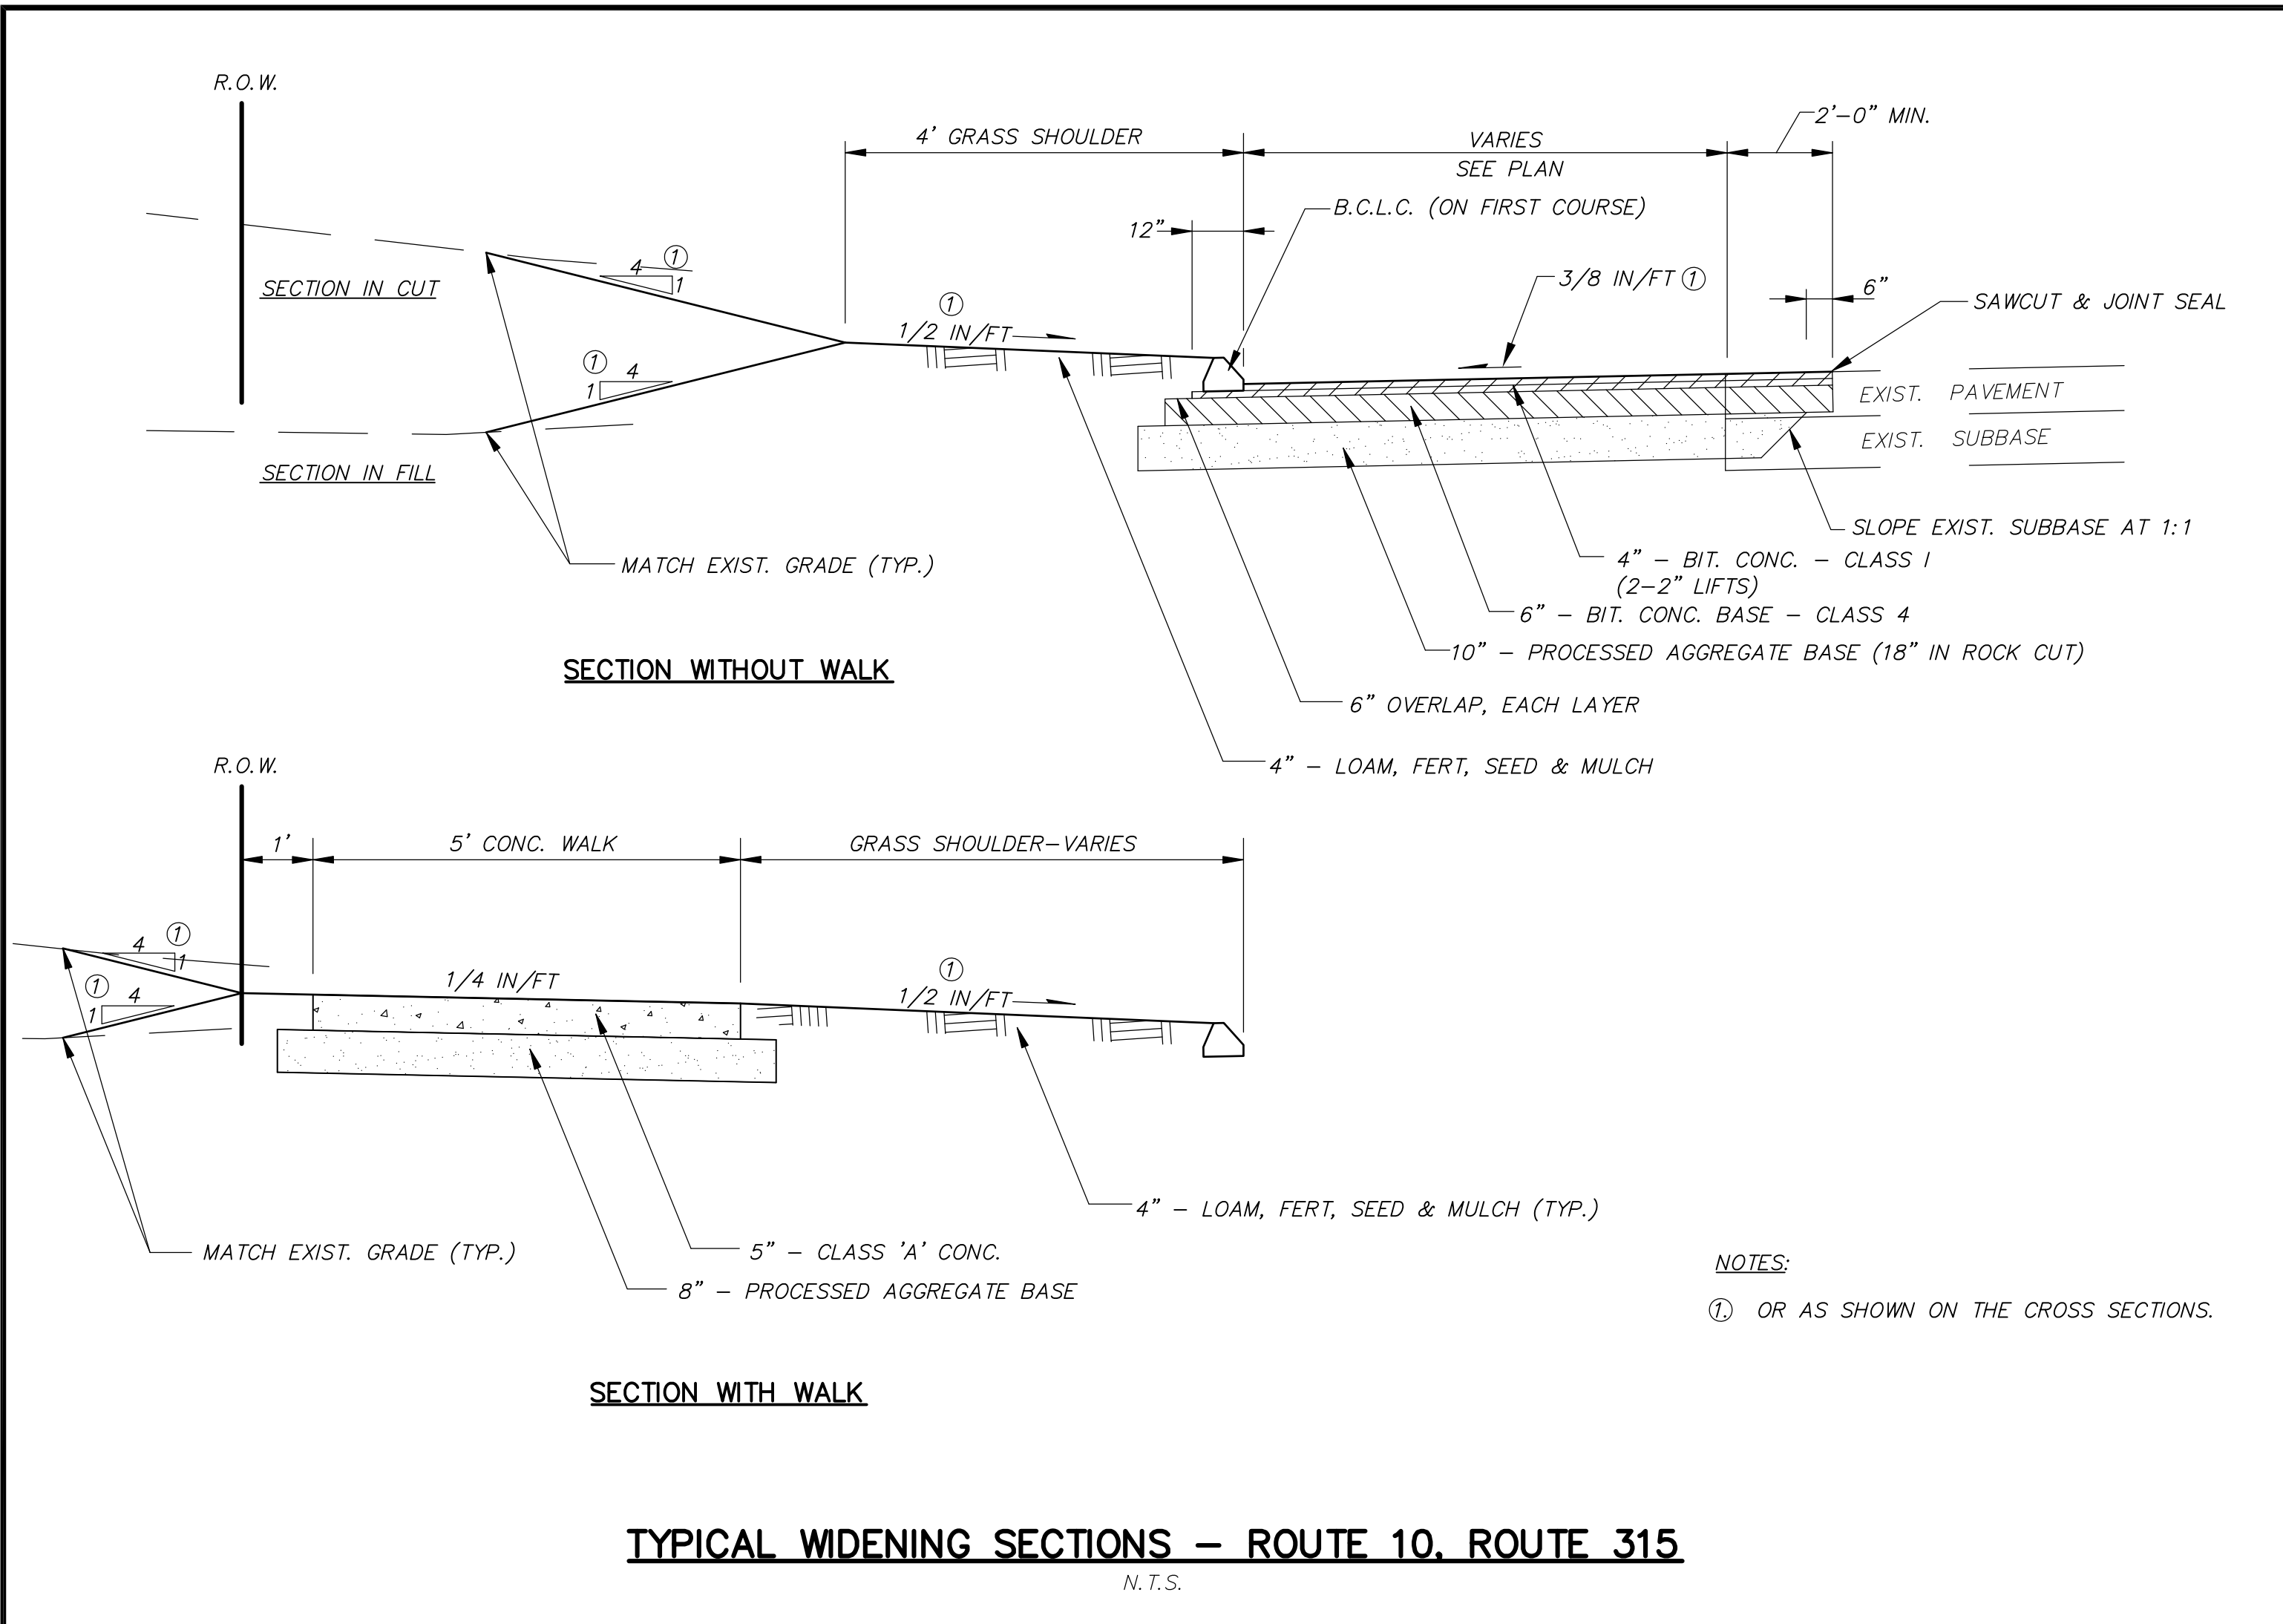 R.O.W.
4' GRASS SHOULDER
VARIES
SEE PLAN
2'-0" MIN.
B.C.L.C. (ON FIRST COURSE)
12"
4 ①
1
SECTION IN CUT
3/8 IN/FT ①
6"
SAWCUT & JOINT SEAL
①
1/2 IN/FT
① 4
1
EXIST. PAVEMENT
EXIST. SUBBASE
SECTION IN FILL
SLOPE EXIST. SUBBASE AT 1:1
MATCH EXIST. GRADE (TYP.)
4" - BIT. CONC. - CLASS I
(2-2" LIFTS)
6" - BIT. CONC. BASE - CLASS 4
10" - PROCESSED AGGREGATE BASE (18" IN ROCK CUT)
SECTION WITHOUT WALK
6" OVERLAP, EACH LAYER
4" - LOAM, FERT, SEED & MULCH
R.O.W.
1'
5' CONC. WALK
GRASS SHOULDER-VARIES
4 ①
1
① 4
1
1/4 IN/FT
①
1/2 IN/FT
4" - LOAM, FERT, SEED & MULCH (TYP.)
MATCH EXIST. GRADE (TYP.)
5" - CLASS 'A' CONC.
8" - PROCESSED AGGREGATE BASE
NOTES:
①. OR AS SHOWN ON THE CROSS SECTIONS.
SECTION WITH WALK
TYPICAL WIDENING SECTIONS - ROUTE 10, ROUTE 315
N.T.S.